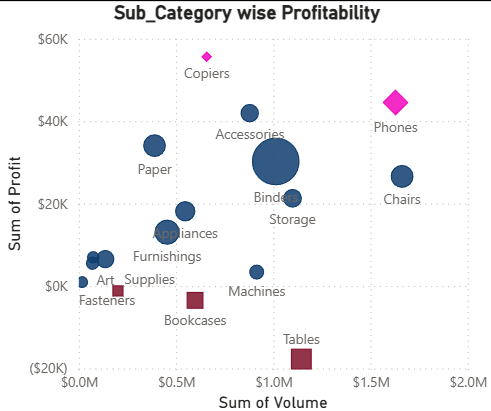 Sub_Category wise Profitability
$60K
Copiers
$40K
Phones
Accessories
Paper
Binders
Chairs
$20K
Storage
Appliances
Furnishings
Art
Supplies
Machines
$0K
Fasteners
Bookcases
Tables
($20K)
$0.0M
$0.5M
$1.0M
$1.5M
$2.0M
Sum of Volume
Sum of Profit